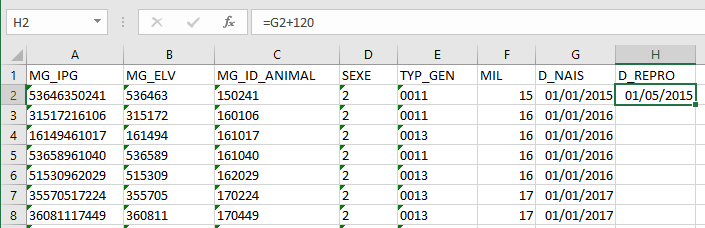 H2 =G2+120
A B C D E F G H
1 MG_IPG MG_ELV MG_ID_ANIMAL SEXE TYP_GEN MIL D_NAIS D_REPRO
2 53646350241 536463 150241 2 0011 15 01/01/2015 01/05/2015
3 31517216106 315172 160106 2 0011 16 01/01/2016
4 16149461017 161494 161017 2 0013 16 01/01/2016
5 53658961040 536589 161040 2 0011 16 01/01/2016
6 51530962029 515309 162029 2 0013 16 01/01/2016
7 35570517224 355705 170224 2 0013 17 01/01/2017
8 36081117449 360811 170449 2 0013 17 01/01/2017